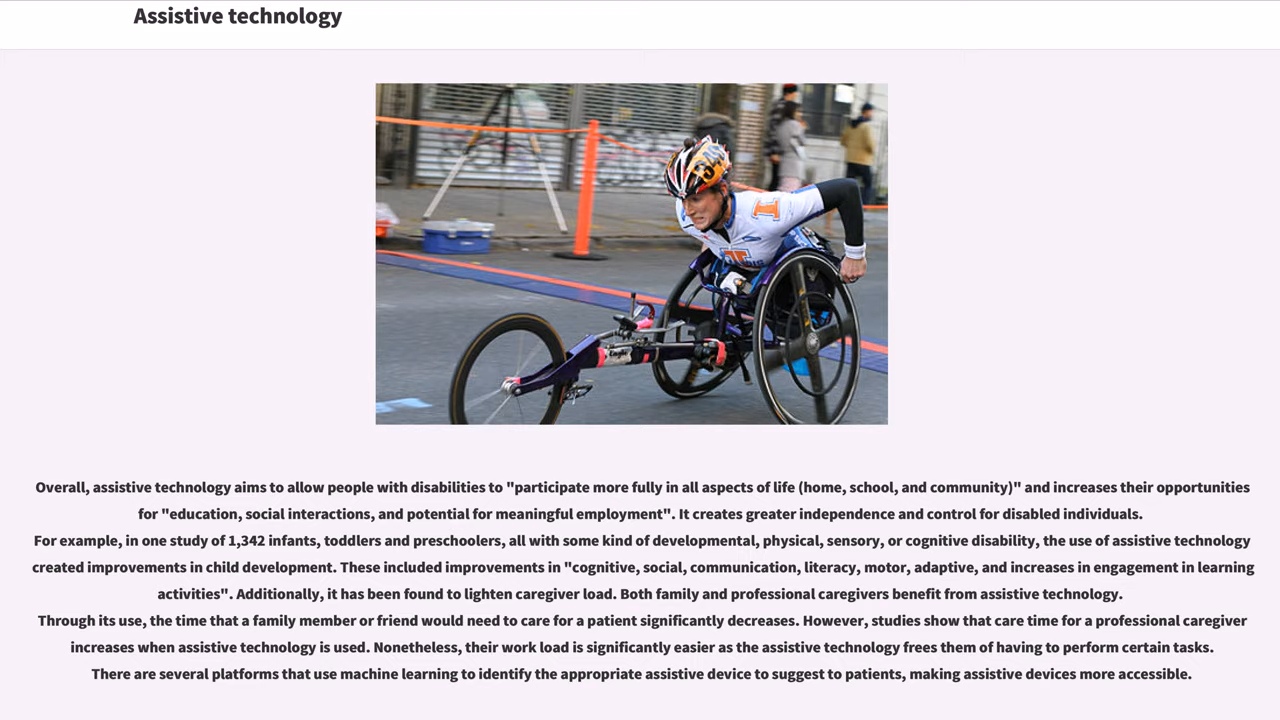 Assistive technology
349
I
I
Overall, assistive technology aims to allow people with disabilities to "participate more fully in all aspects of life (home, school, and community)" and increases their opportunities
for "education, social interactions, and potential for meaningful employment". It creates greater independence and control for disabled individuals.
For example, in one study of 1,342 infants, toddlers and preschoolers, all with some kind of developmental, physical, sensory, or cognitive disability, the use of assistive technology
created improvements in child development. These included improvements in "cognitive, social, communication, literacy, motor, adaptive, and increases in engagement in learning
activities". Additionally, it has been found to lighten caregiver load. Both family and professional caregivers benefit from assistive technology.
Through its use, the time that a family member or friend would need to care for a patient significantly decreases. However, studies show that care time for a professional caregiver
increases when assistive technology is used. Nonetheless, their work load is significantly easier as the assistive technology frees them of having to perform certain tasks.
There are several platforms that use machine learning to identify the appropriate assistive device to suggest to patients, making assistive devices more accessible.